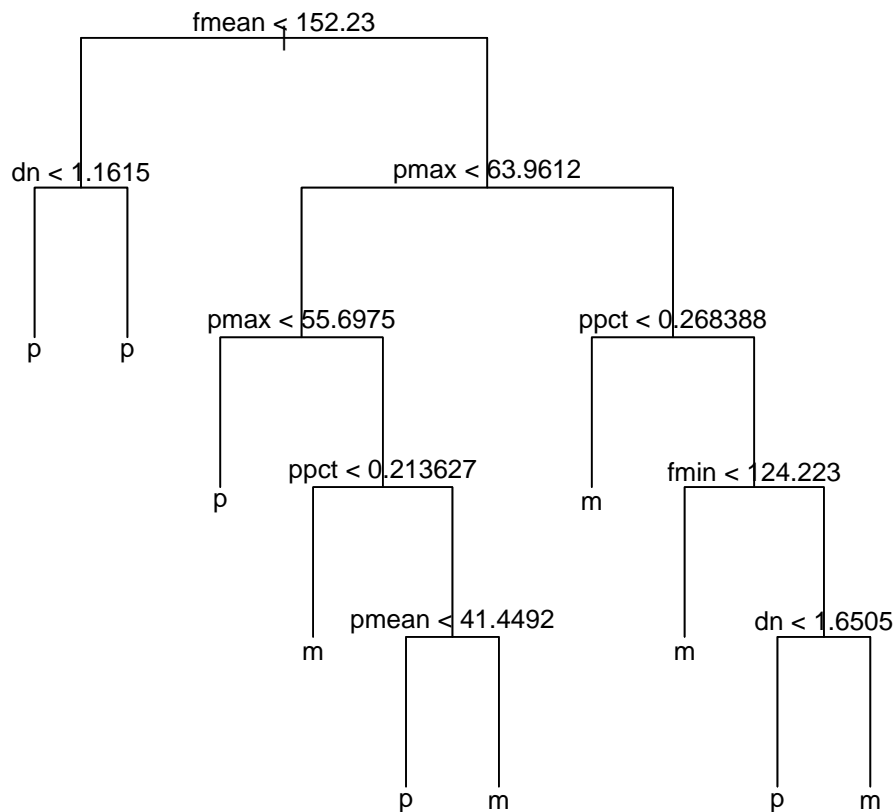 fmean < 152.23
dn < 1.1615
pmax < 63.9612
p
p
pmax < 55.6975
ppct < 0.268388
p
ppct < 0.213627
m
fmin < 124.223
m
pmean < 41.4492
m
dn < 1.6505
p
m
p
m